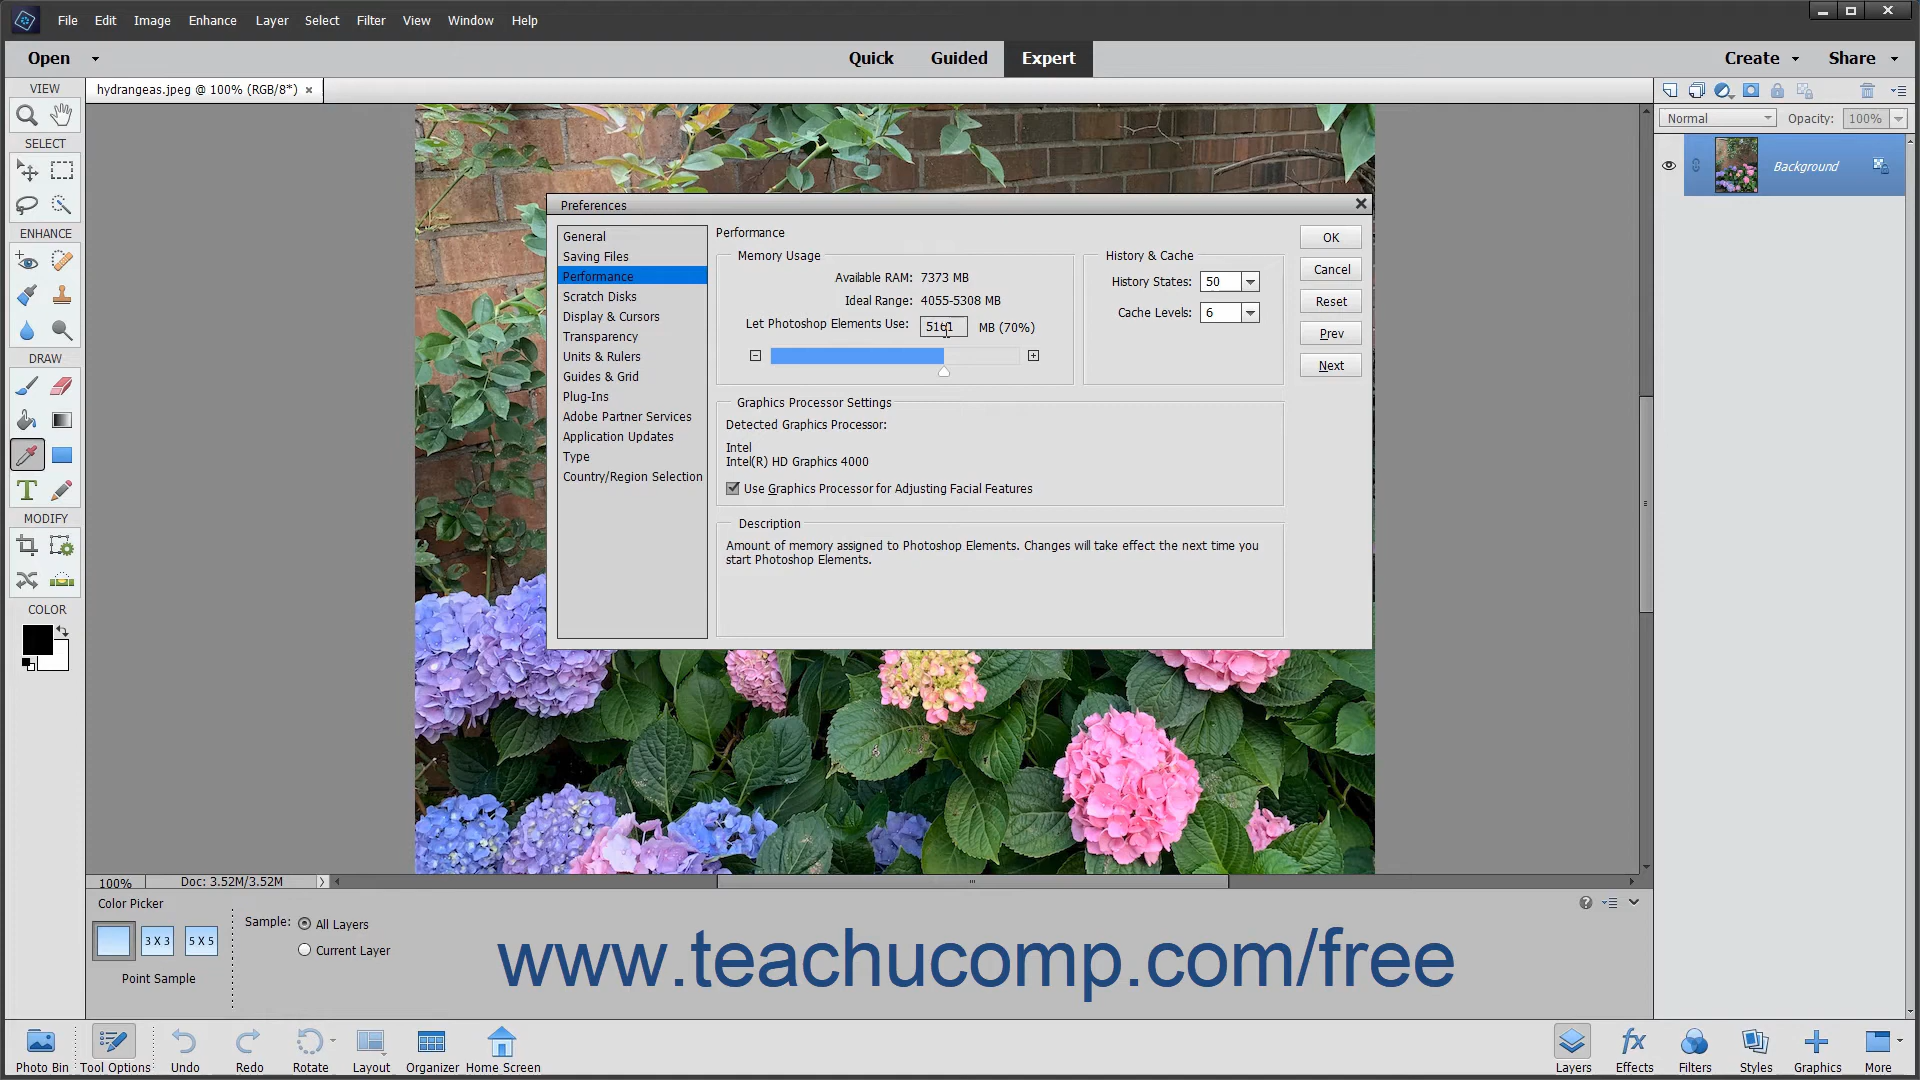 File Edit Image Enhance Layer Select Filter View Window Help
Open Quick Guided Expert Create Share
VIEW
hydrangeas.jpeg @ 100% (RGB/8*) ×
Normal Opacity: 100%
SELECT
Background
ENHANCE
DRAW
T
MODIFY
COLOR
Preferences
General
Saving Files
Performance
Scratch Disks
Display & Cursors
Transparency
Units & Rulers
Guides & Grid
Plug-Ins
Adobe Partner Services
Application Updates
Type
Country/Region Selection
Performance
Memory Usage
Available RAM: 7373 MB
Ideal Range: 4055-5308 MB
Let Photoshop Elements Use: MB (70%)
History & Cache
History States: 50
Cache Levels: 6
OK
Cancel
Reset
Prev
Next
Graphics Processor Settings
Detected Graphics Processor:
Intel
Intel(R) HD Graphics 4000
Use Graphics Processor for Adjusting Facial Features
Description
Amount of memory assigned to Photoshop Elements. Changes will take effect the next time you
start Photoshop Elements.
100% Doc: 3.52M/3.52M
Color Picker
3 X 3 5 X 5
Point Sample
Sample: All Layers
Current Layer
www.teachucomp.com/free
Photo Bin Tool Options Undo Redo Rotate Layout Organizer Home Screen
fx
Layers Effects Filters Styles Graphics More